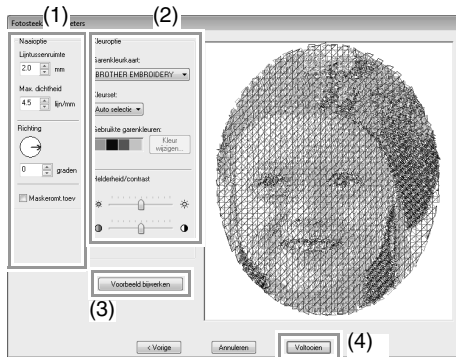 (1)
(2)
Fotosteek
eters
Naaioptie
Lijntussenruimte
2.0 mm
Max. dichtheid
4.5 lijn/mm
Richting
0 graden
Maskeromt.toev
Kleuroptie
Garenkleurkaart:
BROTHER EMBROIDERY
Kleurset:
Auto selectie
Gebruikte garenkleuren:
Kleur
wijzigen...
Helderheid/contrast
Voorbeeld bijwerken
(3)
(4)
< Vorige
Annuleren
Voltooien